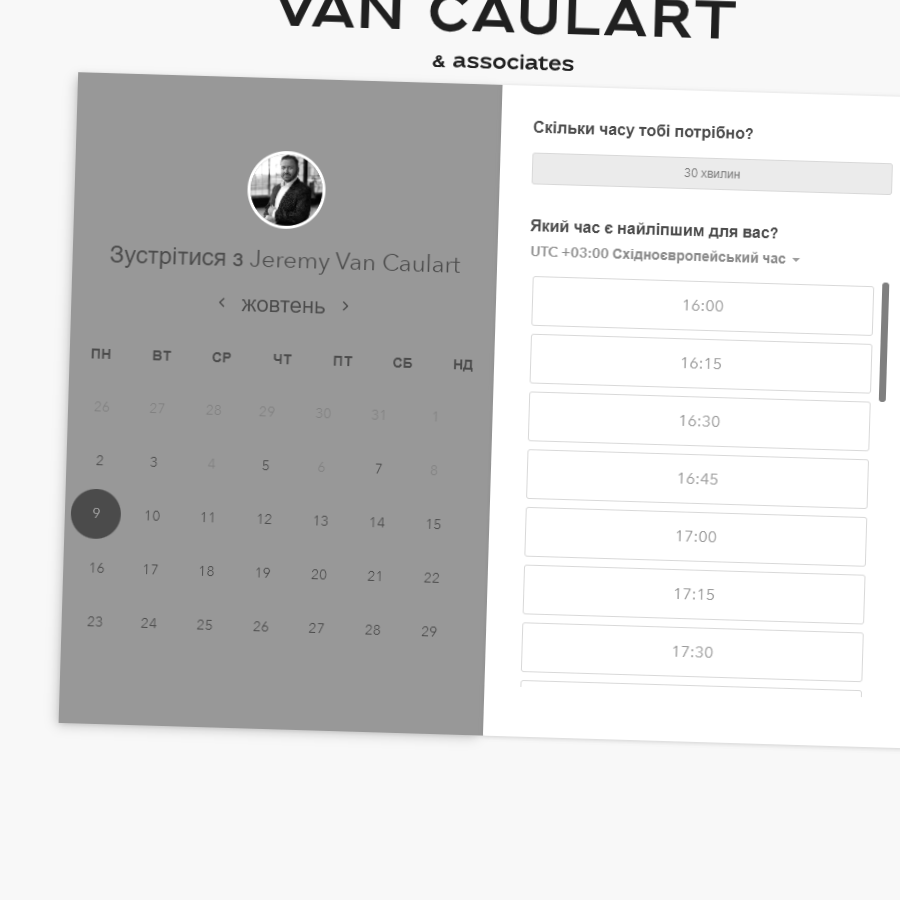 VAN CAULART
& associates
Зустрітися з Jeremy Van Caulart
жовтень
ПН ВТ СР ЧТ ПТ СБ НД
26 27 28 29 30 31 1
2 3 4 5 6 7 8
9 10 11 12 13 14 15
16 17 18 19 20 21 22
23 24 25 26 27 28 29
Скільки часу тобі потрібно?
30 хвилин
Який час є найліпшим для вас?
UTC +03:00 Східноєвропейський час
16:00
16:15
16:30
16:45
17:00
17:15
17:30